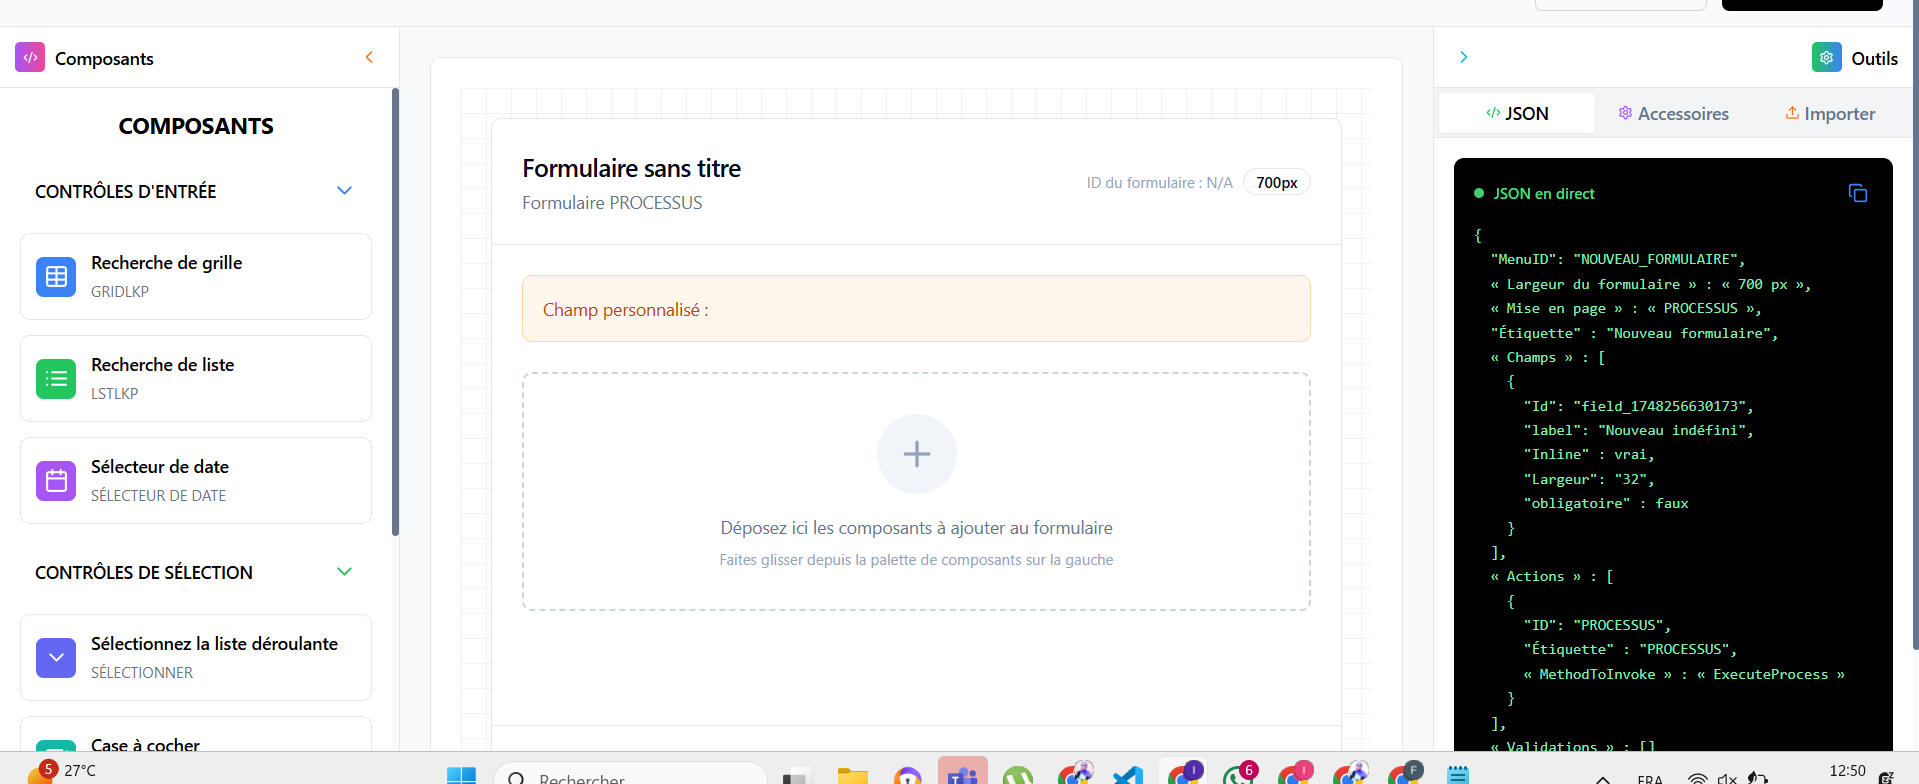 Composants
COMPOSANTS
CONTRÔLES D'ENTRÉE
Recherche de grille
GRIDLKP
Recherche de liste
LSTLKP
Sélecteur de date
SÉLECTEUR DE DATE
CONTRÔLES DE SÉLECTION
Sélectionnez la liste déroulante
SÉLECTIONNER
Case à cocher
Formulaire sans titre
Formulaire PROCESSUS
ID du formulaire : N/A
700px
Champ personnalisé :
Déposez ici les composants à ajouter au formulaire
Faites glisser depuis la palette de composants sur la gauche
Outils
JSON
Accessoires
Importer
JSON en direct
{
"MenuID": "NOUVEAU_FORMULAIRE",
« Largeur du formulaire » : « 700 px »,
« Mise en page » : « PROCESSUS »,
"Étiquette" : "Nouveau formulaire",
« Champs » : [
{
"Id": "field_1748256630173",
"label": "Nouveau indéfini",
"Inline" : vrai,
"Largeur": "32",
"obligatoire" : faux
}
],
« Actions » : [
{
"ID": "PROCESSUS",
"Étiquette" : "PROCESSUS",
« MethodToInvoke » : « ExecuteProcess »
}
],
« Validations » : []
5
27°C
Rechercher
I
6
I
F
FRA
12:50